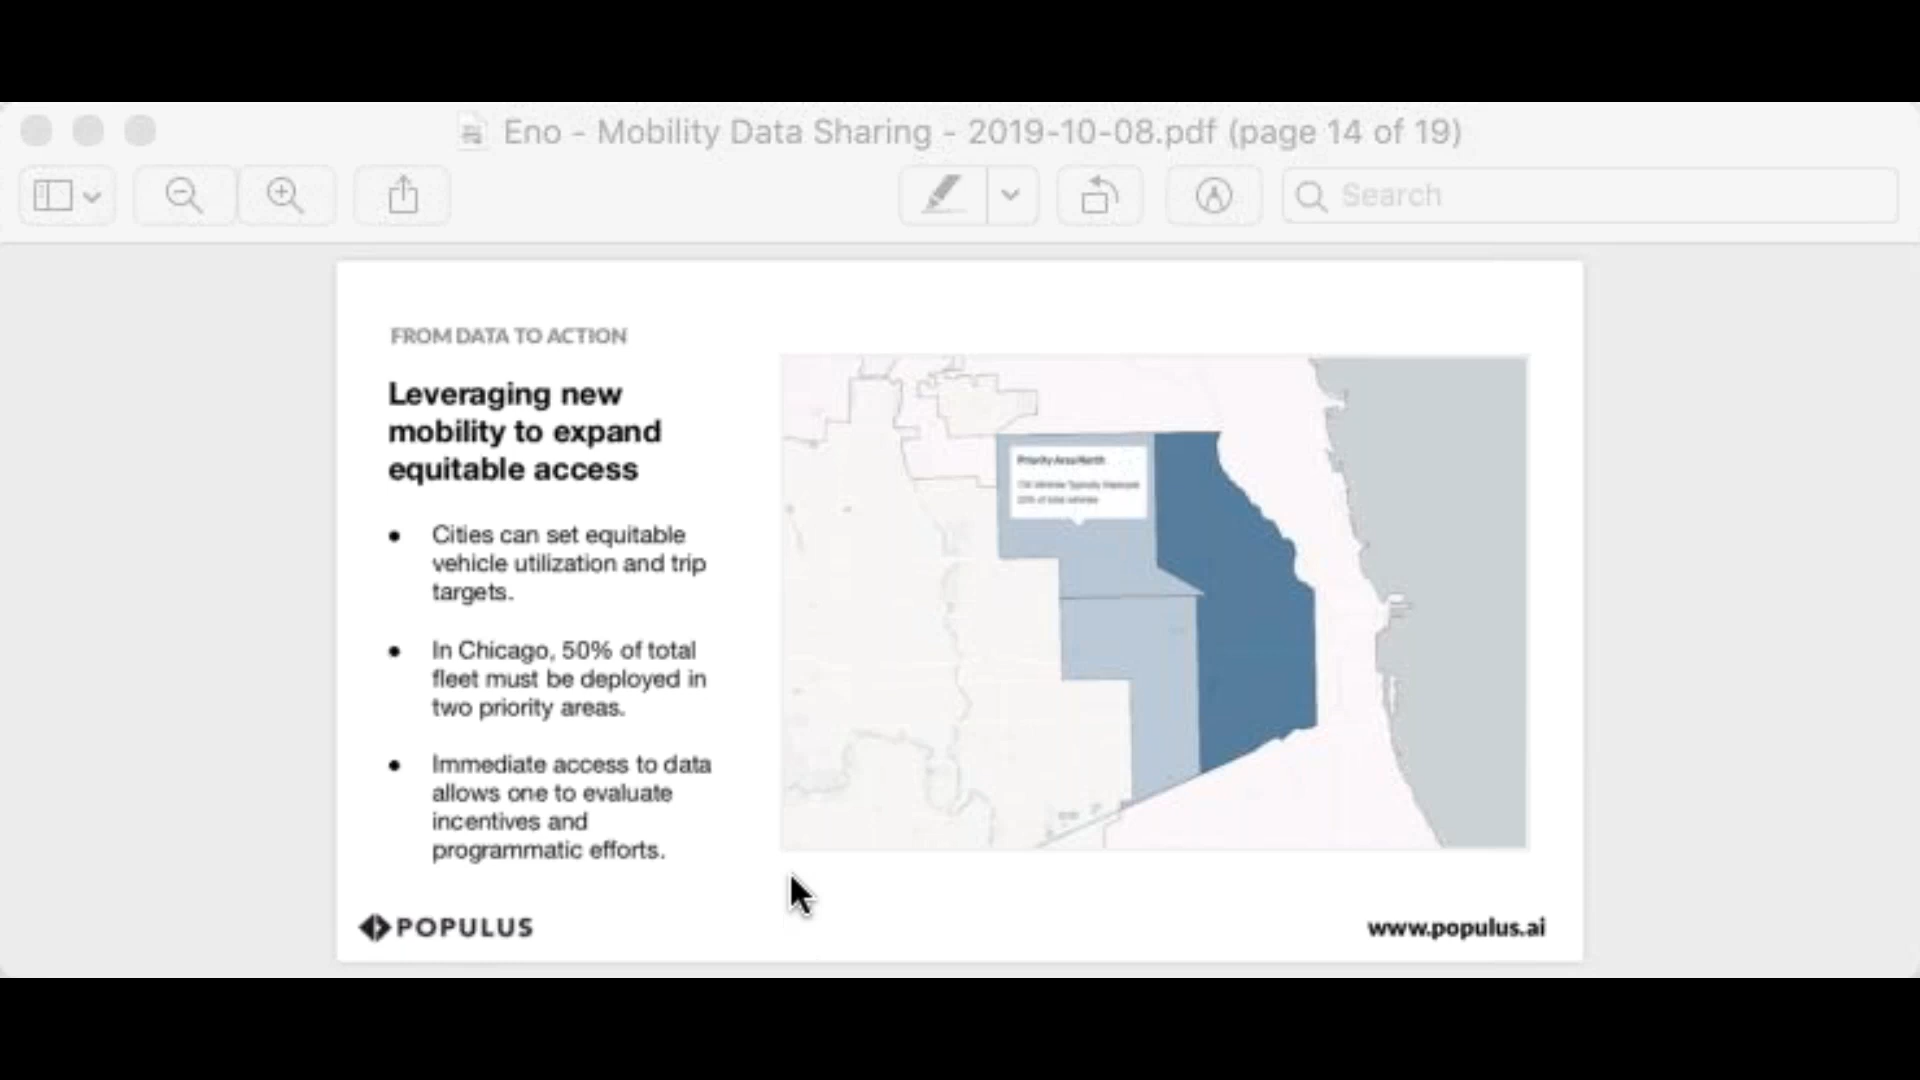 Eno - Mobility Data Sharing - 2019-10-08.pdf (page 14 of 19)
Search
FROM DATA TO ACTION
Leveraging new
mobility to expand
equitable access
● Cities can set equitable
vehicle utilization and trip
targets.
● In Chicago, 50% of total
fleet must be deployed in
two priority areas.
● Immediate access to data
allows one to evaluate
incentives and
programmatic efforts.
Priority Area North
POPULUS
www.populus.ai